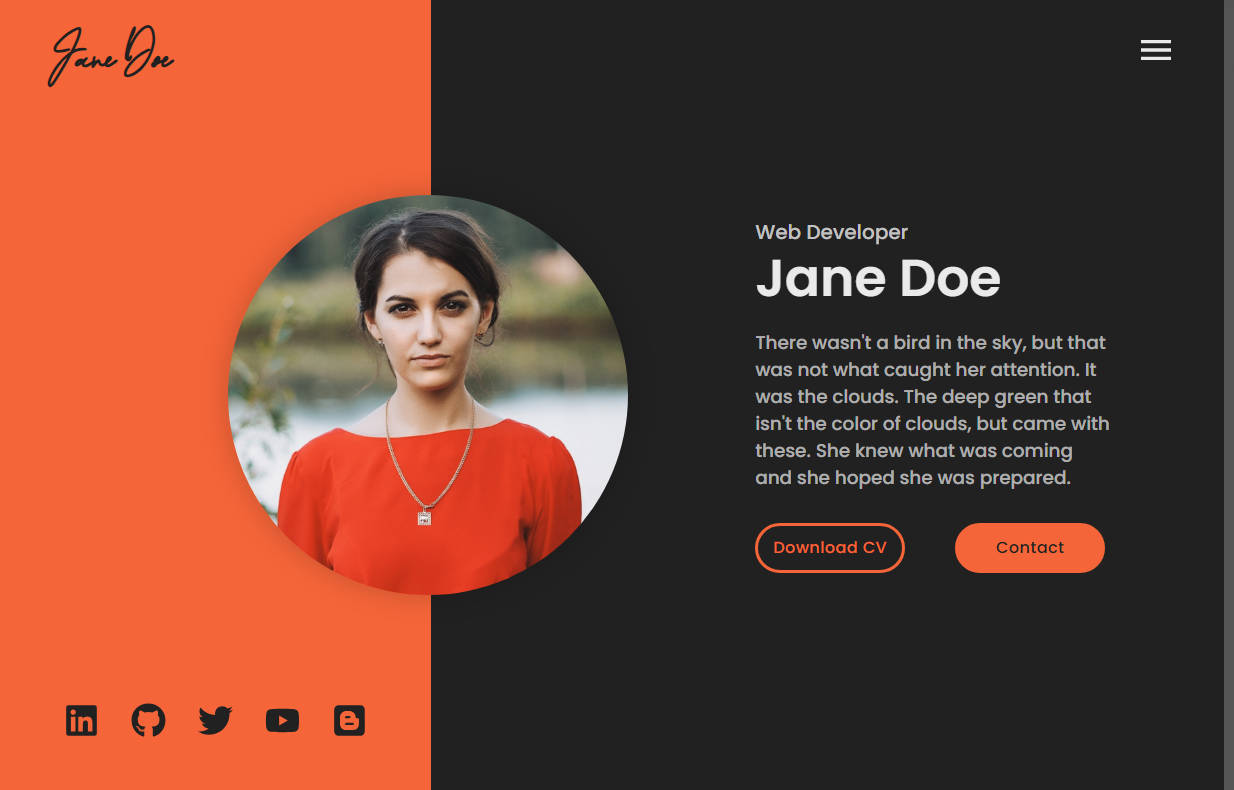 Jane Doe
Web Developer
Jane Doe
There wasn't a bird in the sky, but that
was not what caught her attention. It
was the clouds. The deep green that
isn't the color of clouds, but came with
these. She knew what was coming
and she hoped she was prepared.
Download CV
Contact
in